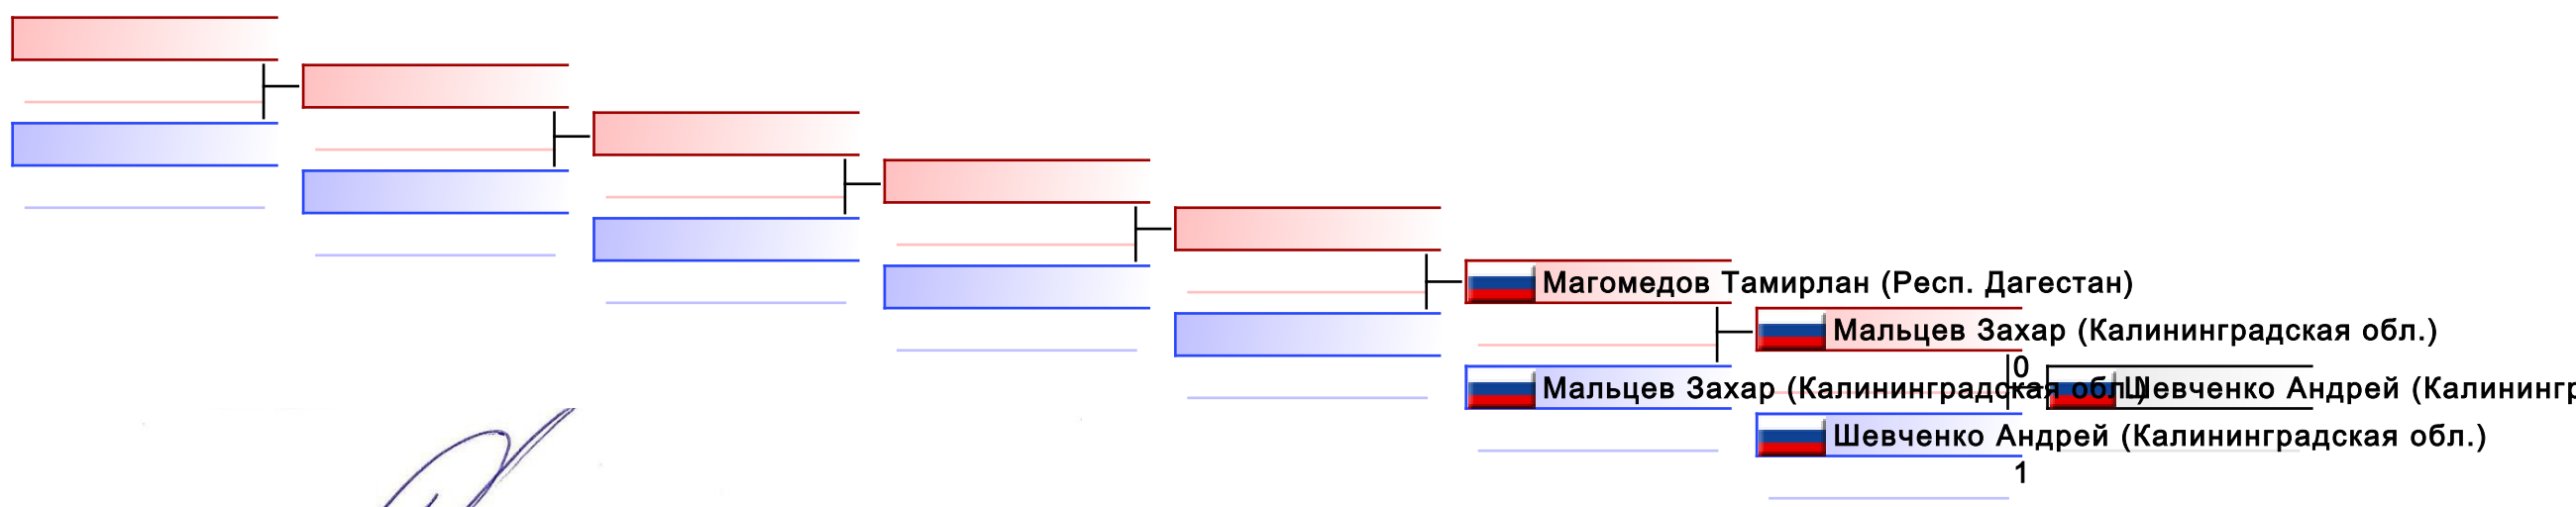 Магомедов Тамирлан (Респ. Дагестан)
Мальцев Захар (Калининградская обл.)
0
Мальцев Захар (Калининградская обл.)
Шевченко Андрей (Калинингр
Шевченко Андрей (Калининградская обл.)
1